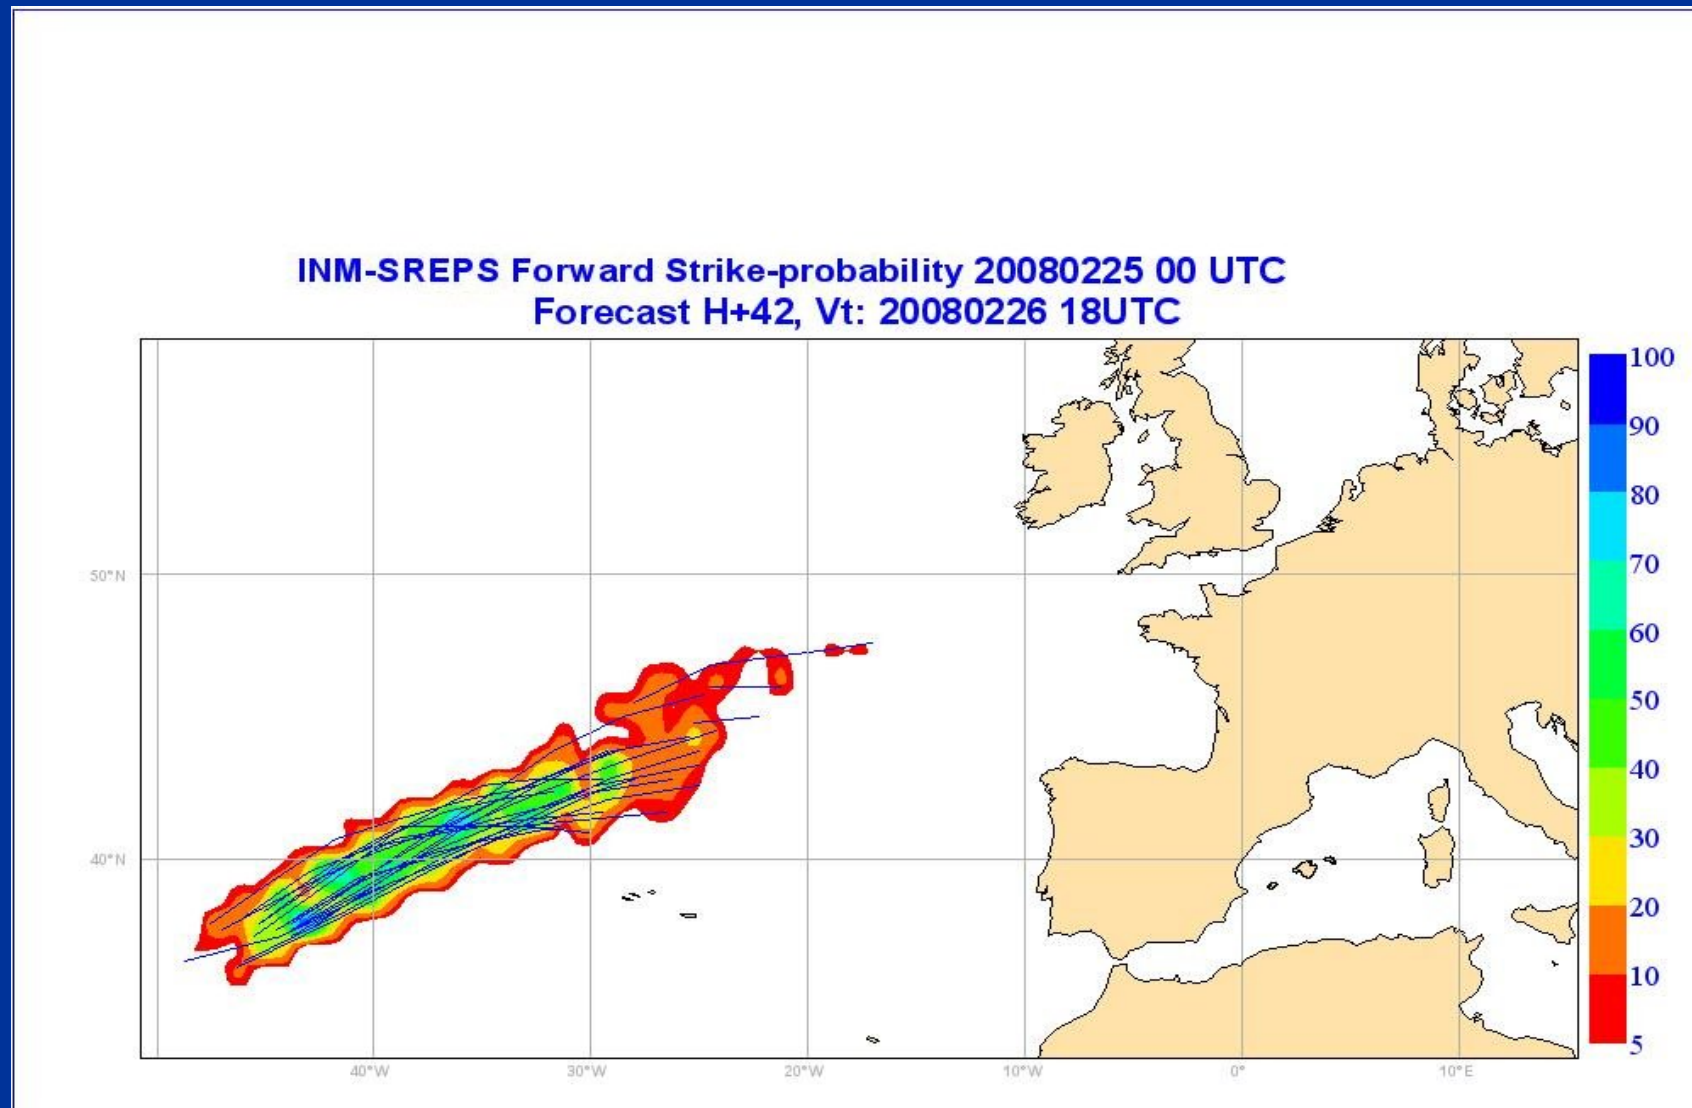 INM-SREPS Forward Strike-probability 20080225 00 UTC
Forecast H+42, Vt: 20080226 18UTC
100
90
80
70
60
50
40
30
20
10
5
50°N
40°N
40°W
30°W
20°W
10°W
0°
10°E